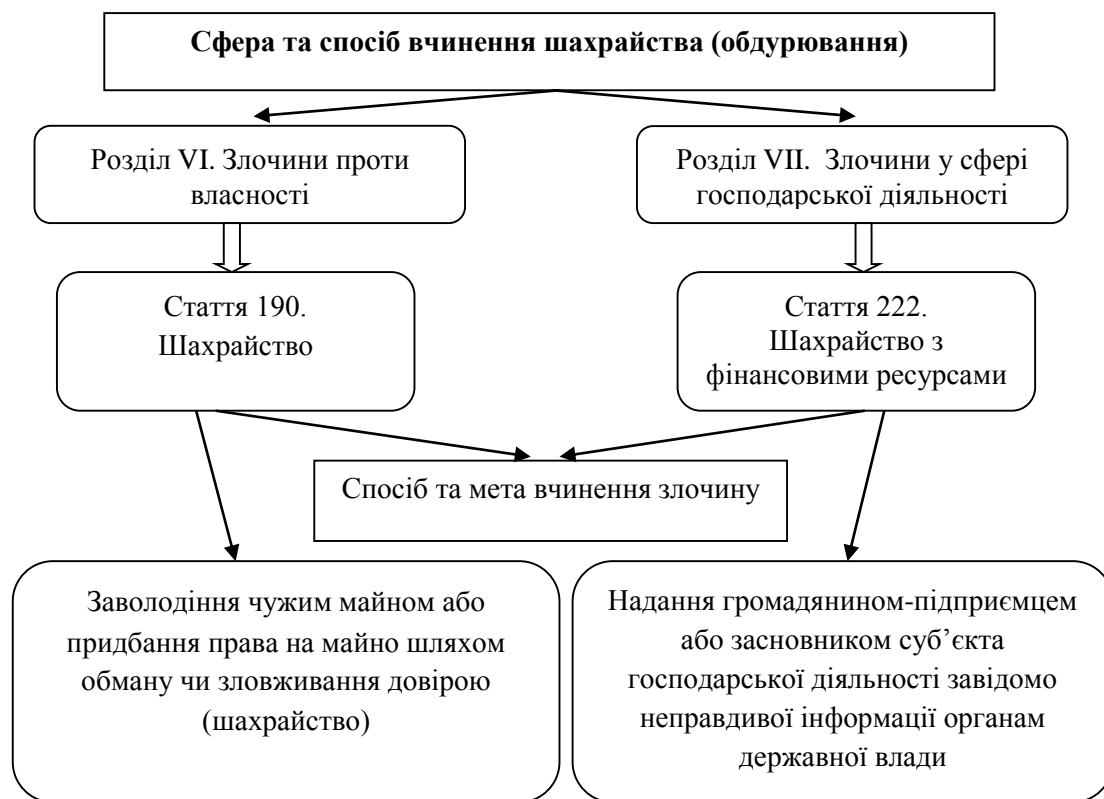 Сфера та спосіб вчинення шахрайства (обдурювання)
Розділ VI. Злочини проти
власності
Розділ VII. Злочини у сфері
господарської діяльності
Стаття 190.
Шахрайство
Стаття 222.
Шахрайство з
фінансовими ресурсами
Спосіб та мета вчинення злочину
Заволодіння чужим майном або
придбання права на майно шляхом
обману чи зловживання довірою
(шахрайство)
Надання громадянином-підприємцем
або засновником суб’єкта
господарської діяльності завідомо
неправдивої інформації органам
державної влади